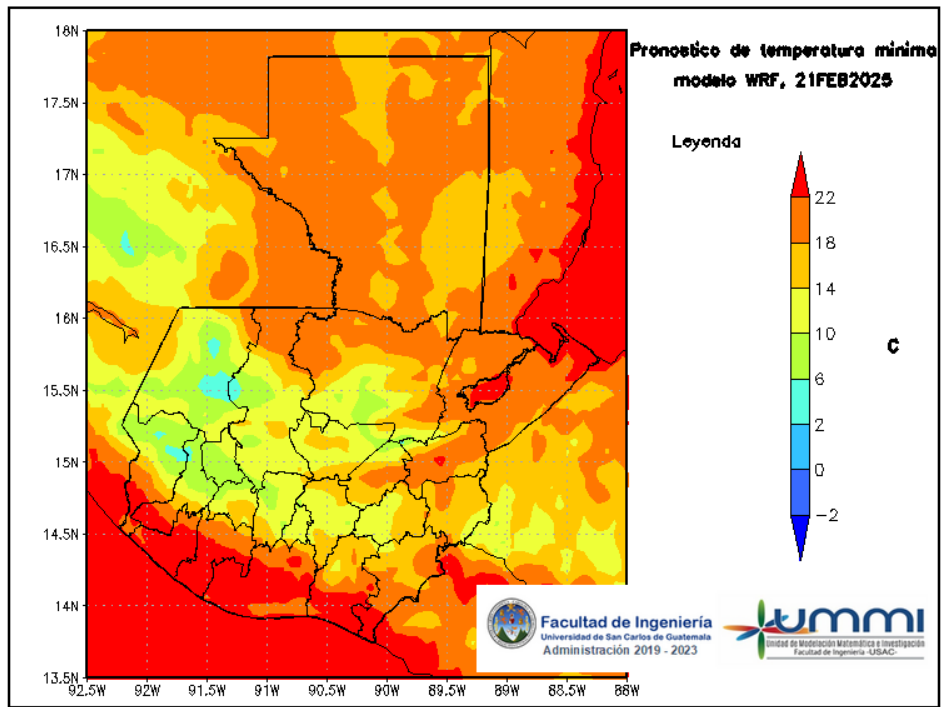 18N
17.5N
17N
16.5N
16N
15.5N
15N
14.5N
14N
13.5N
92.5W
92W
91.5W
91W
90.5W
90W
89.5W
89W
88.5W
88W
Pronostico de temperatura minima
modelo WRF, 21FEB2025
Leyenda
22
18
14
10
6
2
0
−2
C
Facultad de Ingeniería
Universidad de San Carlos de Guatemala
Administración 2019 - 2023
ummi
Unidad de Modelación Matemática e Investigación
Facultad de Ingeniería -USAC-